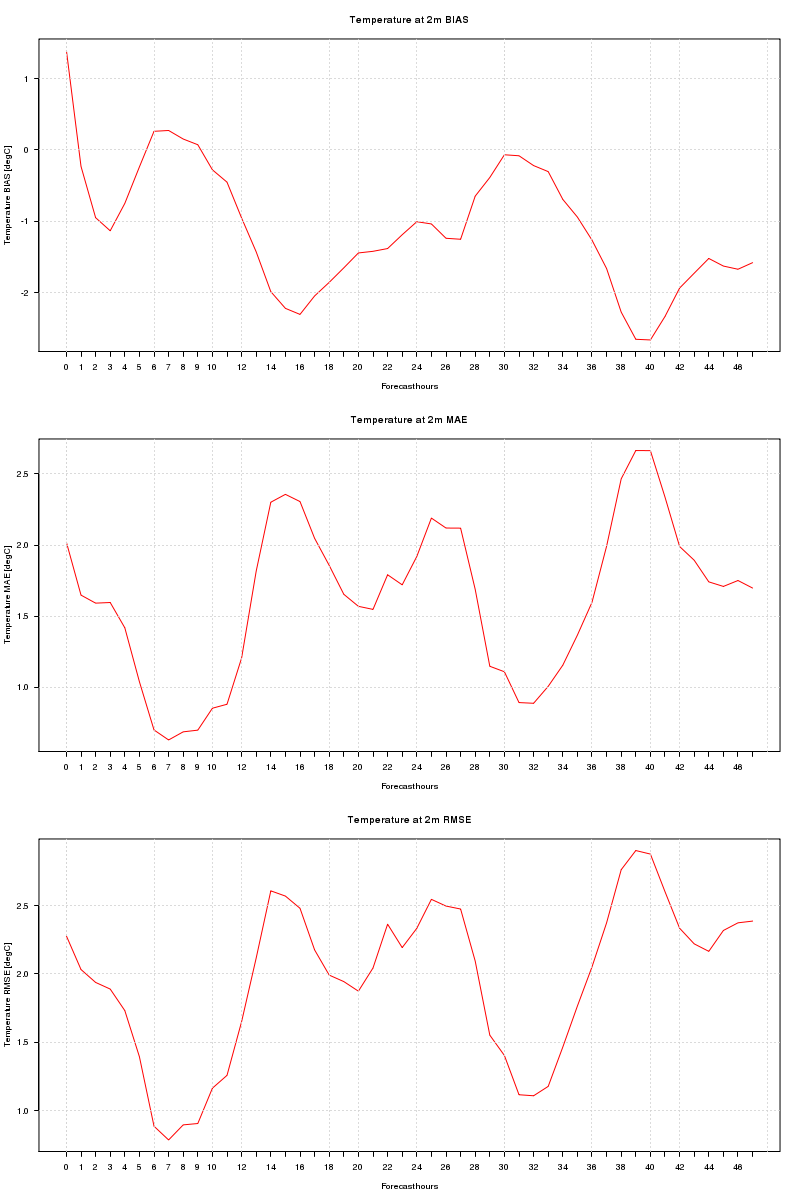 Temperature at 2m BIAS
Temperature BIAS [degC]
1
0
-1
-2
0 1 2 3 4 5 6 7 8 9 10 12 14 16 18 20 22 24 26 28 30 32 34 36 38 40 42 44 46
Forecasthours
Temperature at 2m MAE
Temperature MAE [degC]
2.5
2.0
1.5
1.0
0 1 2 3 4 5 6 7 8 9 10 12 14 16 18 20 22 24 26 28 30 32 34 36 38 40 42 44 46
Forecasthours
Temperature at 2m RMSE
Temperature RMSE [degC]
2.5
2.0
1.5
1.0
0 1 2 3 4 5 6 7 8 9 10 12 14 16 18 20 22 24 26 28 30 32 34 36 38 40 42 44 46
Forecasthours